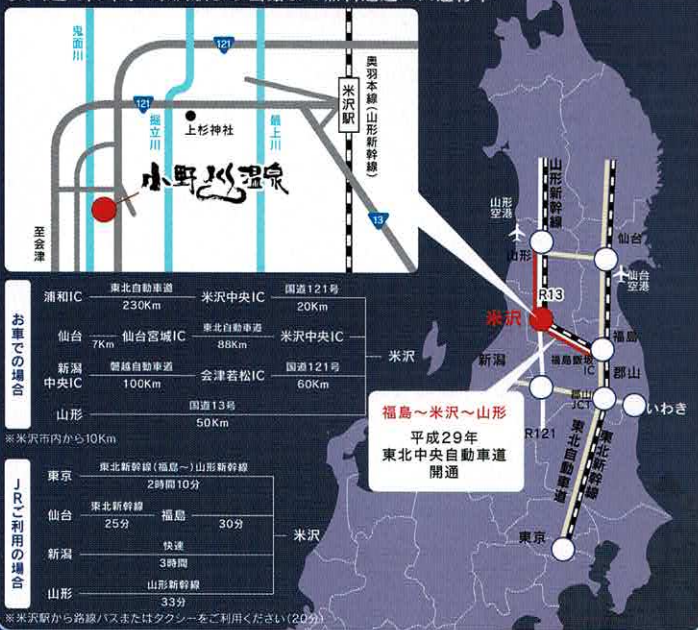 鬼面川
121
121
掘立川
上杉神社
最上川
米沢駅
奥羽本線(山形新幹線)
小野川温泉
13
至会津
お車での場合
浦和IC 東北自動車道 230Km 米沢中央IC 国道121号 20Km
仙台 7Km 仙台宮城IC 東北自動車道 88Km 米沢中央IC
新潟中央IC 磐越自動車道 100Km 会津若松IC 国道121号 60Km
山形 国道13号 50Km
米沢
※米沢市内から10Km
JRご利用の場合
東京 東北新幹線(福島~)山形新幹線 2時間10分
仙台 東北新幹線 25分 福島 30分
新潟 快速 3時間
山形 山形新幹線 33分
米沢
※米沢駅から路線バスまたはタクシーをご利用ください(20分)
山形新幹線
山形空港
山形
仙台
仙台空港
R13
米沢
福島
福島飯坂IC
新潟
郡山
郡山JCT
いわき
R121
福島~米沢~山形
平成29年
東北中央自動車道
開通
東北自動車道
東北新幹線
東京